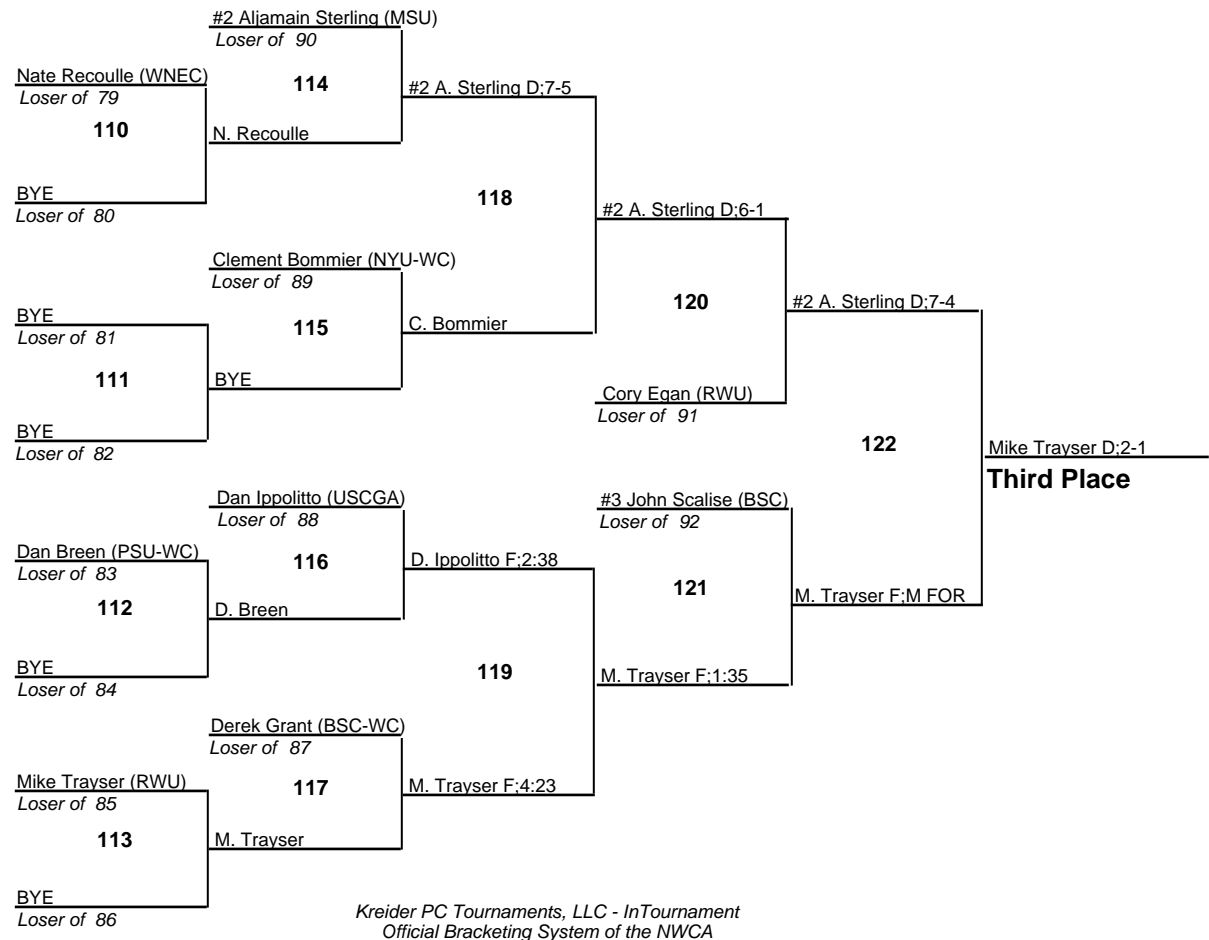 #2 Aljamain Sterling (MSU)
Loser of 90
Nate Recoulle (WNEC)
Loser of 79
114
#2 A. Sterling D;7-5
110
N. Recoulle
BYE
Loser of 80
118
#2 A. Sterling D;6-1
Clement Bommier (NYU-WC)
Loser of 89
120
#2 A. Sterling D;7-4
BYE
Loser of 81
115
C. Bommier
111
BYE
Cory Egan (RWU)
Loser of 91
BYE
Loser of 82
122
Mike Trayser D;2-1
Third Place
Dan Ippolitto (USCGA)
Loser of 88
#3 John Scalise (BSC)
Loser of 92
Dan Breen (PSU-WC)
Loser of 83
116
D. Ippolitto F;2:38
121
M. Trayser F;M FOR
112
D. Breen
BYE
Loser of 84
119
M. Trayser F;1:35
Derek Grant (BSC-WC)
Loser of 87
Mike Trayser (RWU)
Loser of 85
117
M. Trayser F;4:23
113
M. Trayser
BYE
Loser of 86
Kreider PC Tournaments, LLC - InTournament
Official Bracketing System of the NWCA